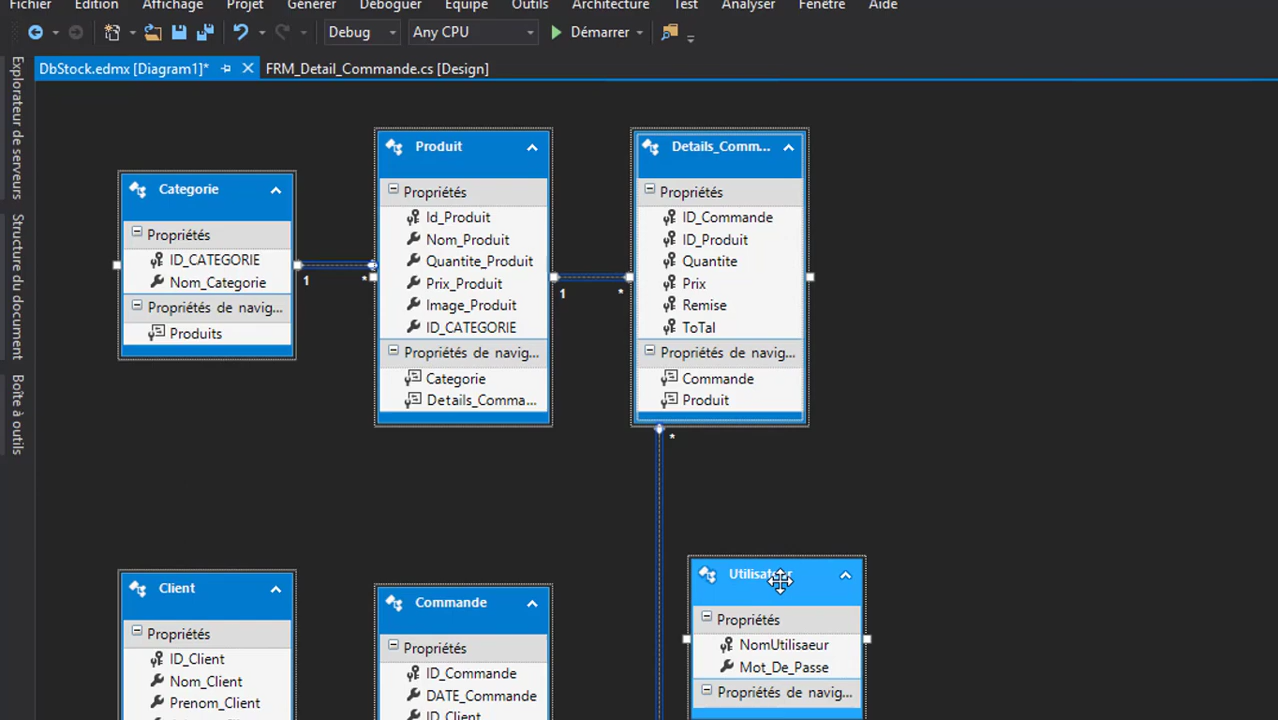 Fichier Edition Affichage Projet Générer Déboguer Equipe Outils Architecture Test Analyser Fenêtre Aide
Debug Any CPU Démarrer
DbStock.edmx [Diagram1]* FRM_Detail_Commande.cs [Design]
Explorateur de serveurs
Structure du document
Boîte à outils
Categorie
Propriétés
ID_CATEGORIE
Nom_Categorie
Propriétés de navig...
Produits
1
*
Produit
Propriétés
Id_Produit
Nom_Produit
Quantite_Produit
Prix_Produit
Image_Produit
ID_CATEGORIE
Propriétés de navig...
Categorie
Details_Comma...
1
*
Details_Comm...
Propriétés
ID_Commande
ID_Produit
Quantite
Prix
Remise
ToTal
Propriétés de navig...
Commande
Produit
*
Client
Propriétés
ID_Client
Nom_Client
Prenom_Client
Commande
Propriétés
ID_Commande
DATE_Commande
ID_Client
Propriétés
NomUtilisaeur
Mot_De_Passe
Propriétés de navig...